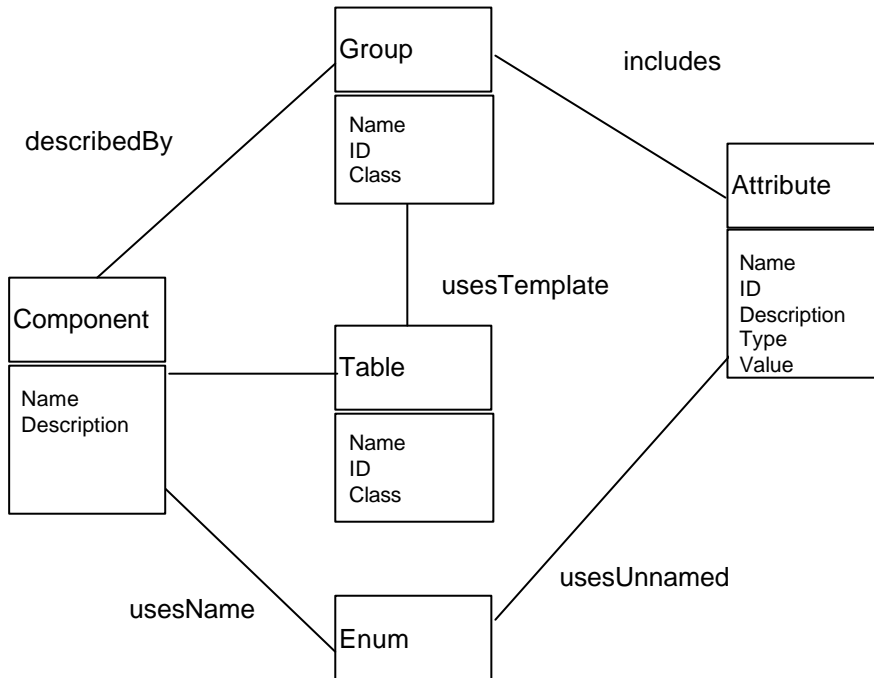 Group
includes
Name
ID
Class
describedBy
Attribute
Name
ID
Description
Type
Value
usesTemplate
Component
Name
Description
Table
Name
ID
Class
usesUnnamed
usesName
Enum